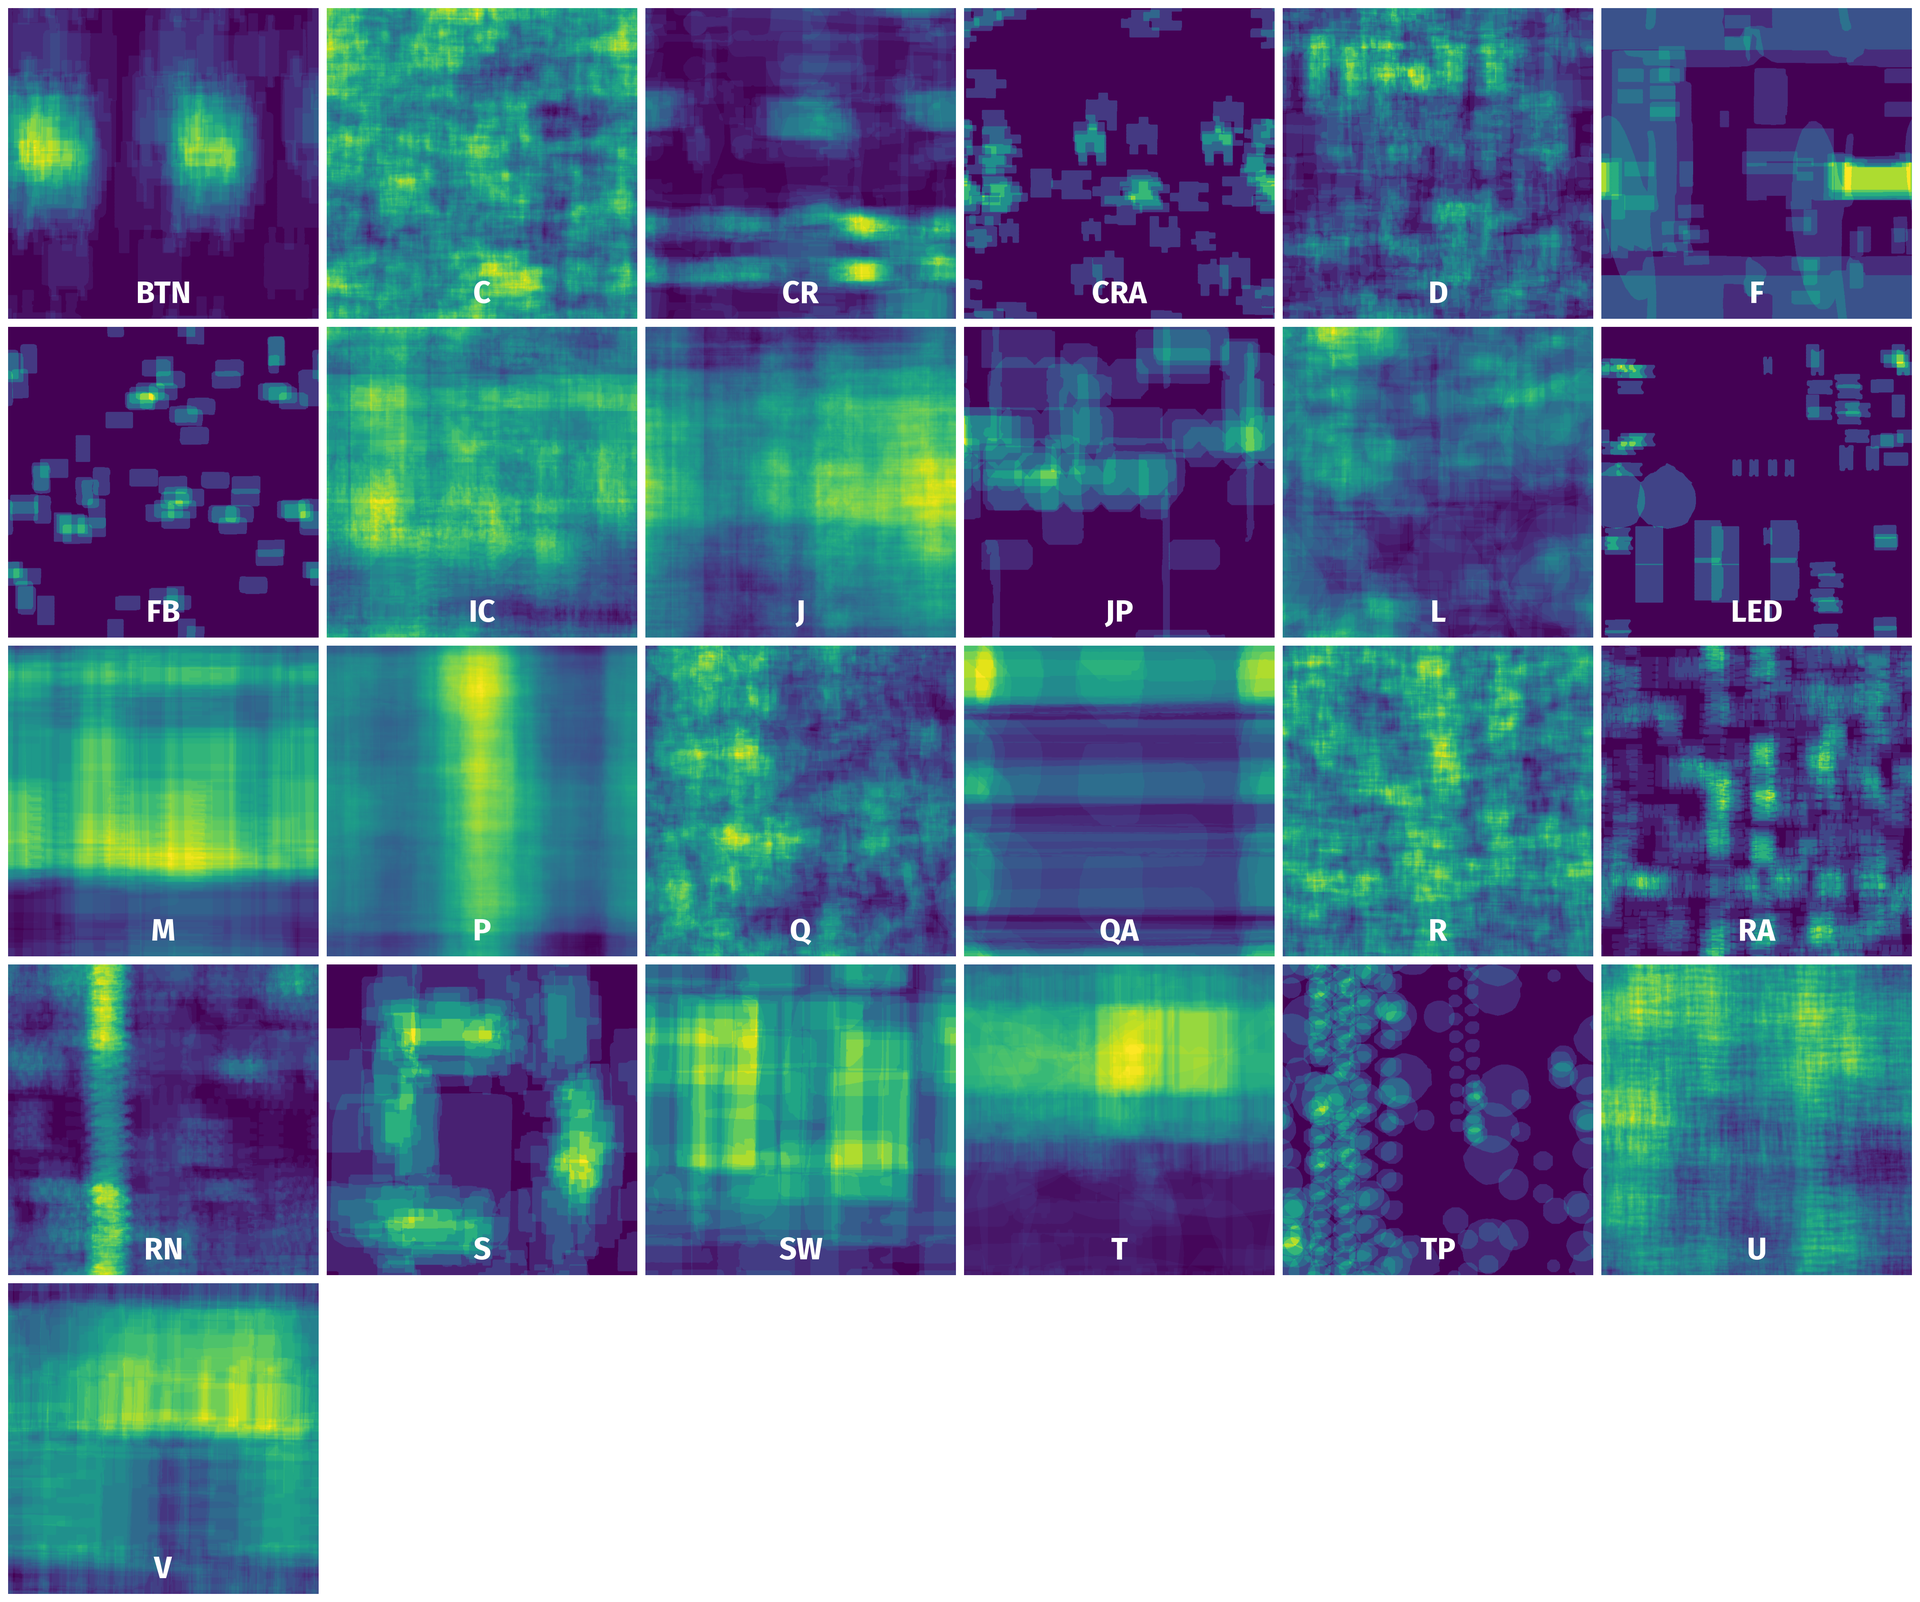 BTN C CR CRA D F
FB IC J JP L LED
M P Q QA R RA
RN S SW T TP U
V